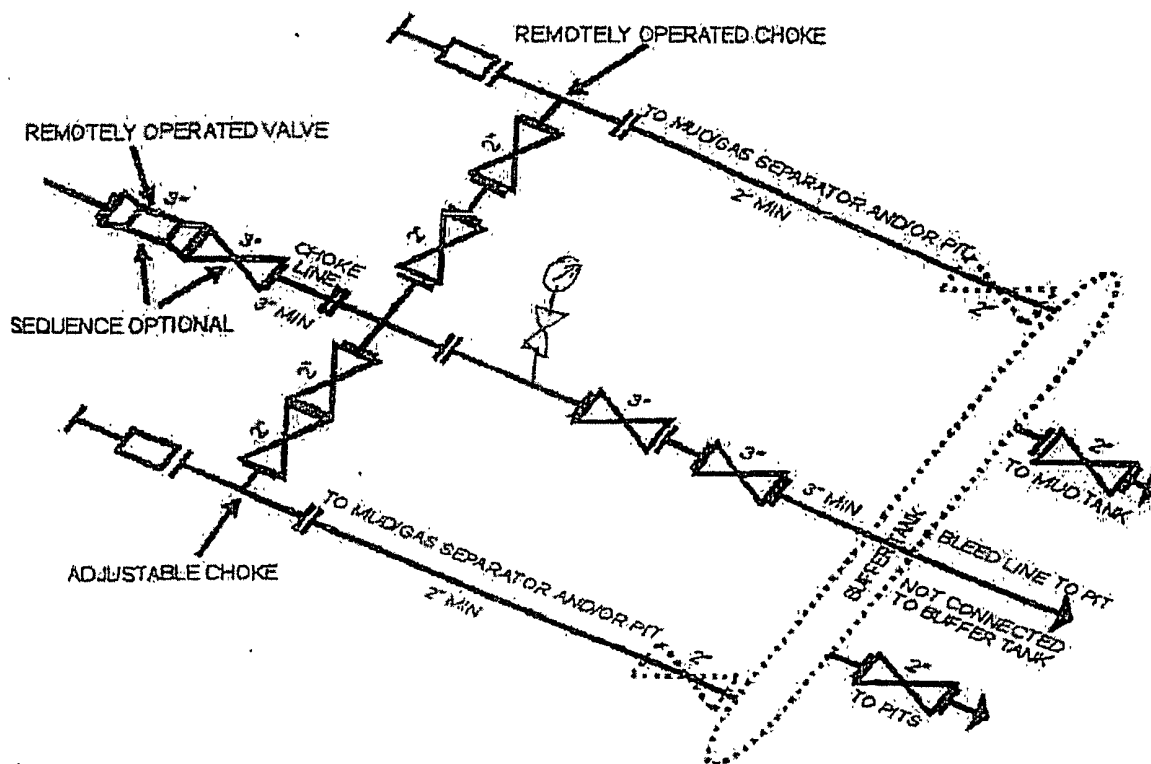 REMOTELY OPERATED CHOKE
REMOTELY OPERATED VALVE
TO MUD/GAS SEPARATOR AND/OR PIT
2" MIN
2"
2"
2"
3"
3"
CHOKE
LINE
3" MIN
SEQUENCE OPTIONAL
2"
2"
3"
3"
3" MIN
2"
TO MUD TANK
BUFFER TANK
BLEED LINE TO PIT
NOT CONNECTED
TO BUFFER TANK
ADJUSTABLE CHOKE
TO MUD/GAS SEPARATOR AND/OR PIT
2" MIN
2"
2"
TO PITS